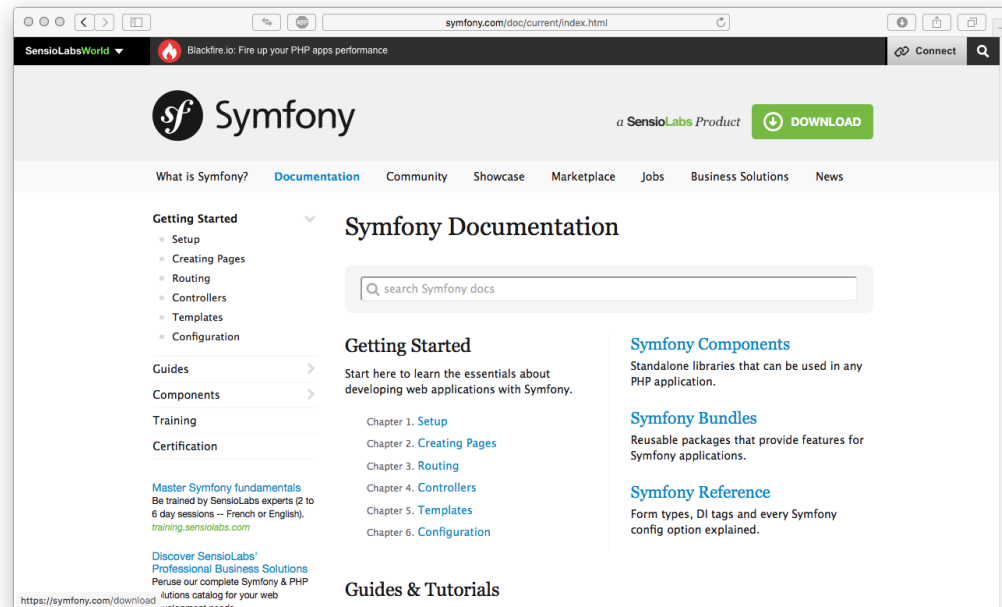 symfony.com/doc/current/index.html
SensioLabsWorld
Blackfire.io: Fire up your PHP apps performance
Connect
sf Symfony
a SensioLabs Product
DOWNLOAD
What is Symfony? Documentation Community Showcase Marketplace Jobs Business Solutions News
Getting Started
Setup
Creating Pages
Routing
Controllers
Templates
Configuration
Guides
Components
Training
Certification
Master Symfony fundamentals
Be trained by SensioLabs experts (2 to
6 day sessions -- French or English).
training.sensiolabs.com
Discover SensioLabs'
Professional Business Solutions
Peruse our complete Symfony & PHP
solutions catalog for your web
https://symfony.com/download
Symfony Documentation
search Symfony docs
Getting Started
Start here to learn the essentials about
developing web applications with Symfony.
Chapter 1. Setup
Chapter 2. Creating Pages
Chapter 3. Routing
Chapter 4. Controllers
Chapter 5. Templates
Chapter 6. Configuration
Symfony Components
Standalone libraries that can be used in any
PHP application.
Symfony Bundles
Reusable packages that provide features for
Symfony applications.
Symfony Reference
Form types, DI tags and every Symfony
config option explained.
Guides & Tutorials